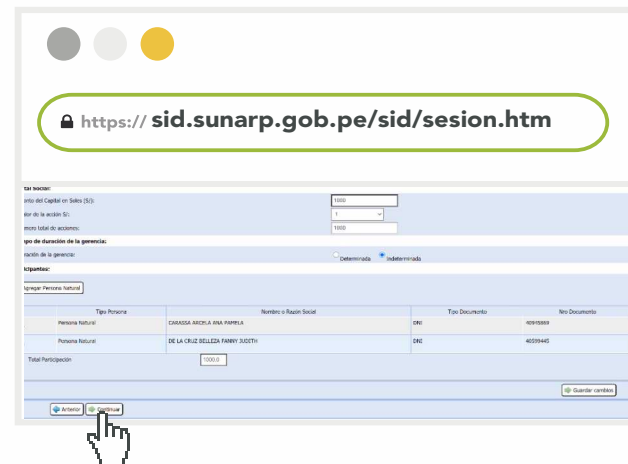 https:// sid.sunarp.gob.pe/sid/sesion.htm
tal Social:
onto del Capital en Soles (S/): 1000
alor de la acción S/: 1
mero total de acciones: 1000
mpo de duración de la gerencia:
ración de la gerencia: Determinada Indeterminada
ticipantes:
Agregar Persona Natural
Tipo Persona Nombre o Razón Social Tipo Documento Nro Documento
Persona Natural CARASSA ARCELA ANA PAMELA DNI
Persona Natural DE LA CRUZ BELLEZA FANNY JUDITH DNI 40599445
Total Participación 1000.0
Guardar cambios
Anterior Continuar